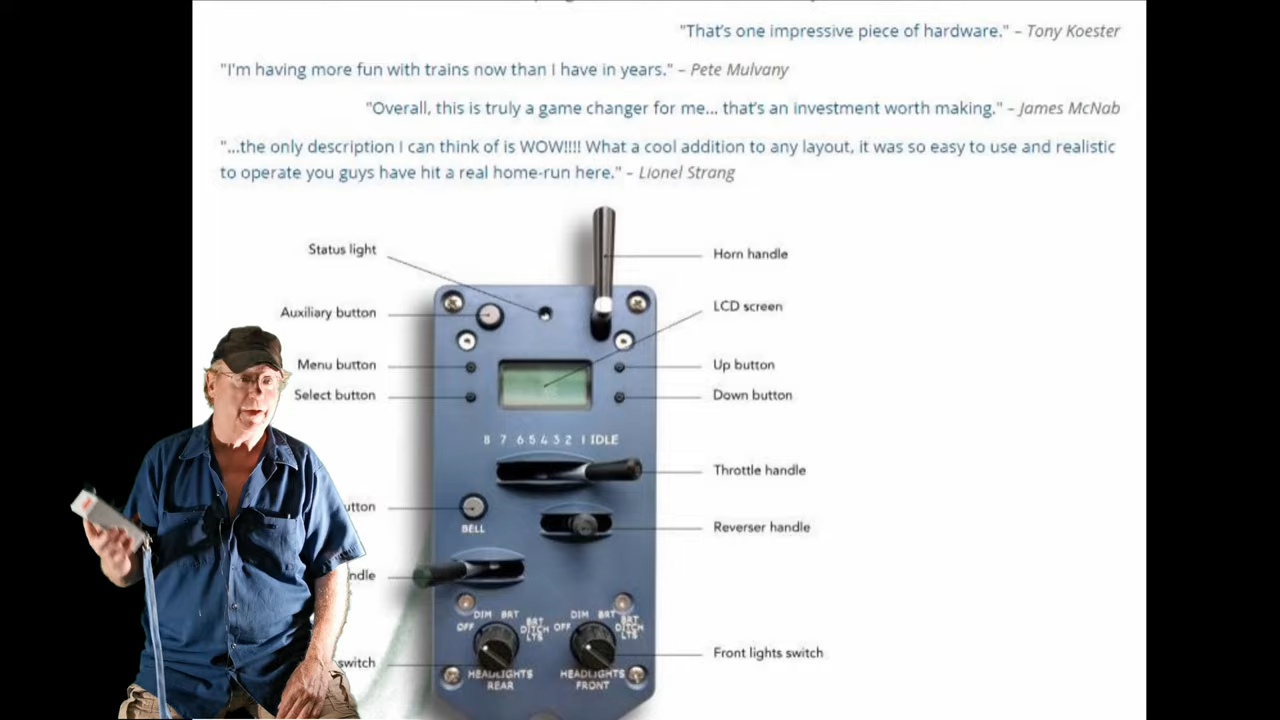 "That's one impressive piece of hardware." – Tony Koester
"I'm having more fun with trains now than I have in years." – Pete Mulvany
"Overall, this is truly a game changer for me... that's an investment worth making." – James McNab
"...the only description I can think of is WOW!!!! What a cool addition to any layout, it was so easy to use and realistic
to operate you guys have hit a real home-run here." – Lionel Strang
Status light
Horn handle
LCD screen
Auxiliary button
Menu button
Up button
Select button
Down button
8 7 6 5 4 3 2 1 IDLE
Throttle handle
utton
BELL
Reverser handle
ndle
OFF DIM BRT BRT DITCH LTS
OFF DIM BRT BRT DITCH LTS
switch
Front lights switch
HEADLIGHTS REAR
HEADLIGHTS FRONT